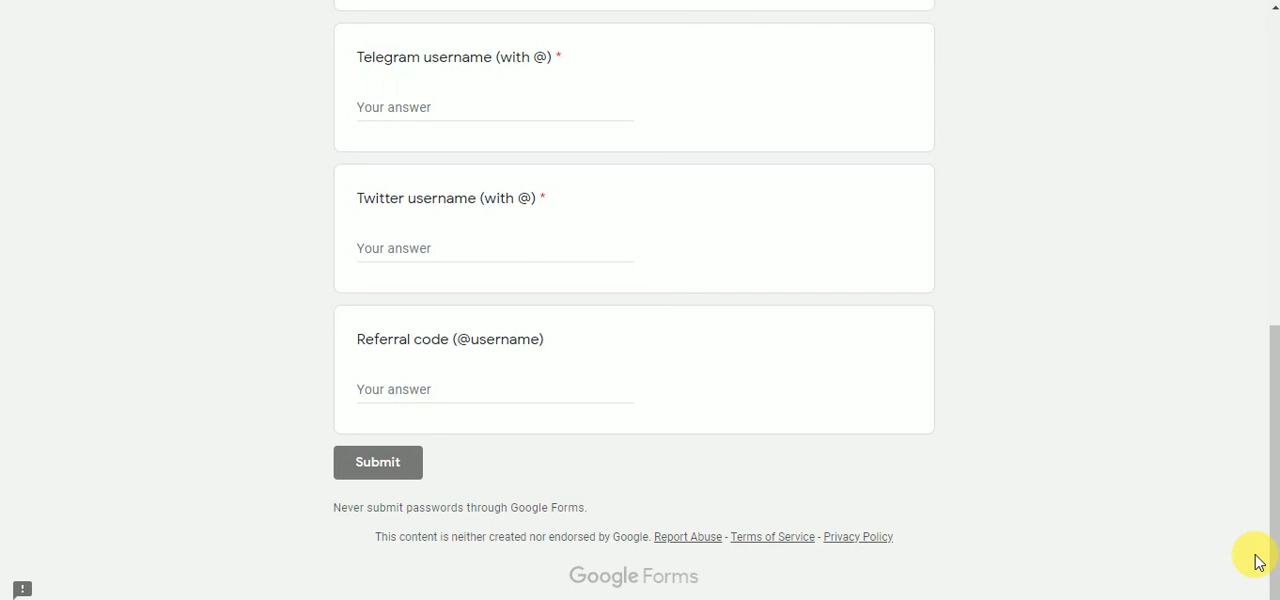 Telegram username (with @) *
Your answer
Twitter username (with @) *
Your answer
Referral code (@username)
Your answer
Submit
Never submit passwords through Google Forms.
This content is neither created nor endorsed by Google. Report Abuse - Terms of Service - Privacy Policy
Google Forms